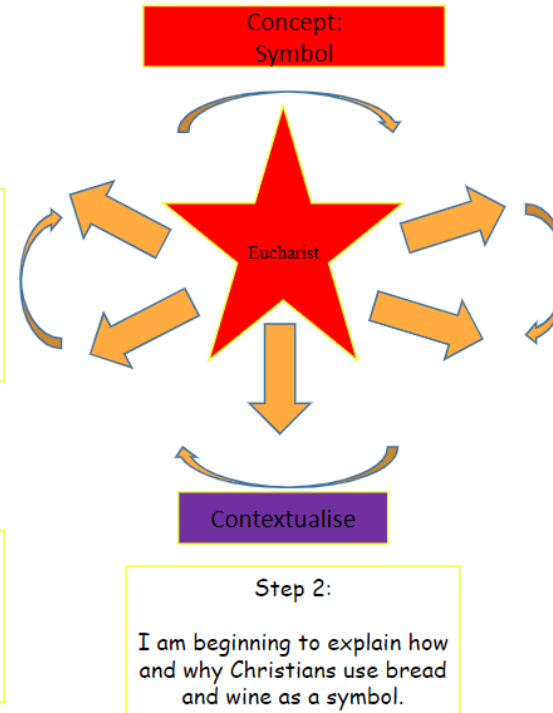 Concept:
Symbol
Eucharist
Contextualise
Step 2:
I am beginning to explain how
and why Christians use bread
and wine as a symbol.